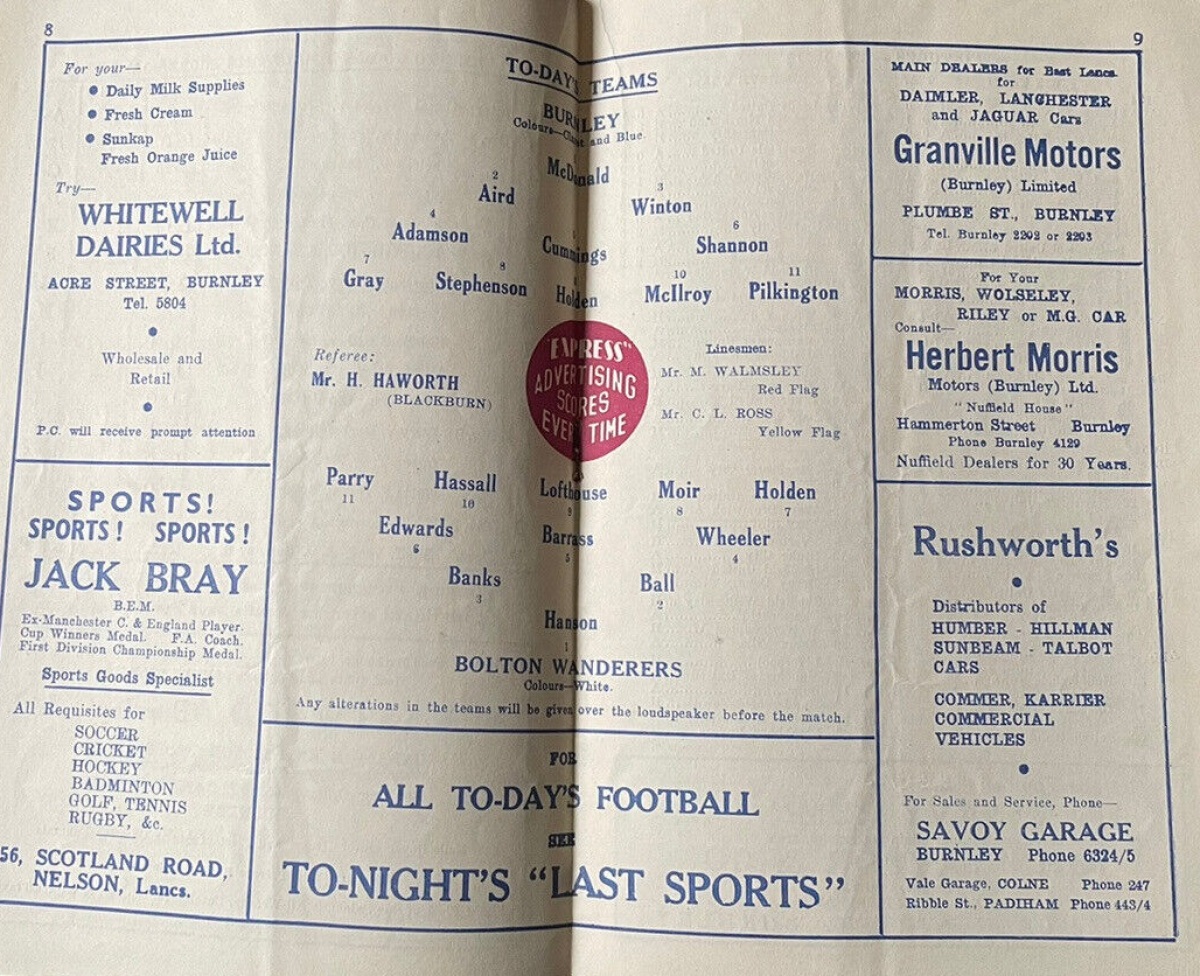 8
For your—
• Daily Milk Supplies
• Fresh Cream
• Sunkap
Fresh Orange Juice
Try—
WHITEWELL
DAIRIES Ltd.
ACRE STREET, BURNLEY
Tel. 5804
•
Wholesale and
Retail
•
P.C. will receive prompt attention
SPORTS!
SPORTS! SPORTS!
JACK BRAY
B.E.M.
Ex-Manchester C. & England Player.
Cup Winners Medal. F.A. Coach.
First Division Championship Medal.
Sports Goods Specialist
All Requisites for
SOCCER
CRICKET
HOCKEY
BADMINTON
GOLF, TENNIS
RUGBY, &c.
56, SCOTLAND ROAD,
NELSON, Lancs.
TO-DAY'S TEAMS
BURNLEY
Colours—Claret and Blue.
McDonald
2 3
Aird Winton
4 6
Adamson Cummings Shannon
7 8 10 11
Gray Stephenson Holden McIlroy Pilkington
Referee:
Mr. H. HAWORTH
(BLACKBURN)
"EXPRESS"
ADVERTISING
SCORES
EVERY TIME
Linesmen:
Mr. M. WALMSLEY
Red Flag
Mr. C. L. ROSS
Yellow Flag
Parry Hassall Lofthouse Moir Holden
11 10 9 8 7
Edwards Barrass Wheeler
6 5 4
Banks Ball
3 2
Hanson
1
BOLTON WANDERERS
Colours—White.
Any alterations in the teams will be given over the loudspeaker before the match.
FOR
ALL TO-DAY'S FOOTBALL
SEE
TO-NIGHT'S "LAST SPORTS"
9
MAIN DEALERS for East Lancs.
for
DAIMLER, LANCHESTER
and JAGUAR Cars
Granville Motors
(Burnley) Limited
PLUMBE ST., BURNLEY
Tel. Burnley 2202 or 2203
For Your
MORRIS, WOLSELEY,
RILEY or M.G. CAR
Consult—
Herbert Morris
Motors (Burnley) Ltd.
"Nuffield House"
Hammerton Street Burnley
Phone Burnley 4129
Nuffield Dealers for 30 Years.
Rushworth's
•
Distributors of
HUMBER - HILLMAN
SUNBEAM - TALBOT
CARS
COMMER, KARRIER
COMMERCIAL
VEHICLES
•
For Sales and Service, Phone—
SAVOY GARAGE
BURNLEY Phone 6324/5
Vale Garage, COLNE Phone 247
Ribble St., PADIHAM Phone 443/4